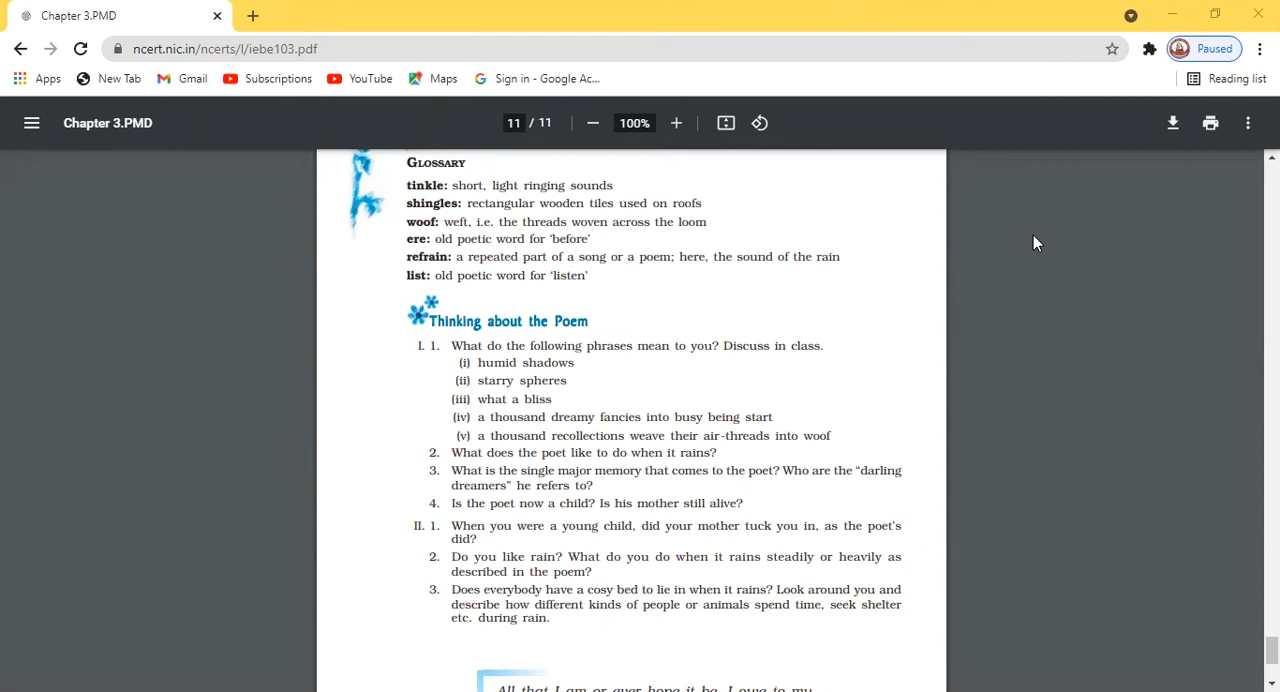 Chapter 3.PMD
ncert.nic.in/ncerts/l/iebe103.pdf
Paused
Apps New Tab Gmail Subscriptions YouTube Maps Sign in - Google Ac... Reading list
Chapter 3.PMD 11 / 11 100%
GLOSSARY
tinkle: short, light ringing sounds
shingles: rectangular wooden tiles used on roofs
woof: weft, i.e. the threads woven across the loom
ere: old poetic word for ‘before’
refrain: a repeated part of a song or a poem; here, the sound of the rain
list: old poetic word for ‘listen’
Thinking about the Poem
I. 1. What do the following phrases mean to you? Discuss in class.
(i) humid shadows
(ii) starry spheres
(iii) what a bliss
(iv) a thousand dreamy fancies into busy being start
(v) a thousand recollections weave their air-threads into woof
2. What does the poet like to do when it rains?
3. What is the single major memory that comes to the poet? Who are the “darling
dreamers” he refers to?
4. Is the poet now a child? Is his mother still alive?
II. 1. When you were a young child, did your mother tuck you in, as the poet's
did?
2. Do you like rain? What do you do when it rains steadily or heavily as
described in the poem?
3. Does everybody have a cosy bed to lie in when it rains? Look around you and
describe how different kinds of people or animals spend time, seek shelter
etc. during rain.
All that I am or ever hope it be, I owe to my